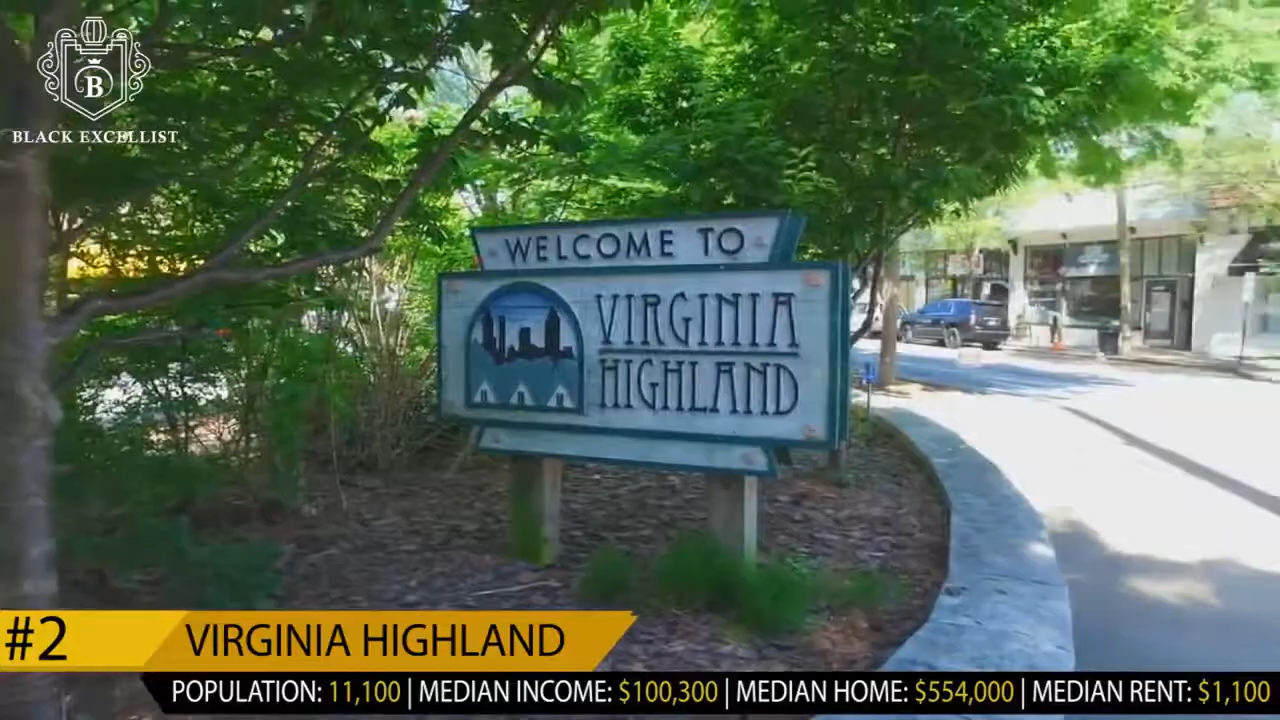 B
BLACK EXCELLIST
WELCOME TO
VIRGINIA
HIGHLAND
#2 VIRGINIA HIGHLAND
POPULATION: 11,100 | MEDIAN INCOME: $100,300 | MEDIAN HOME: $554,000 | MEDIAN RENT: $1,100